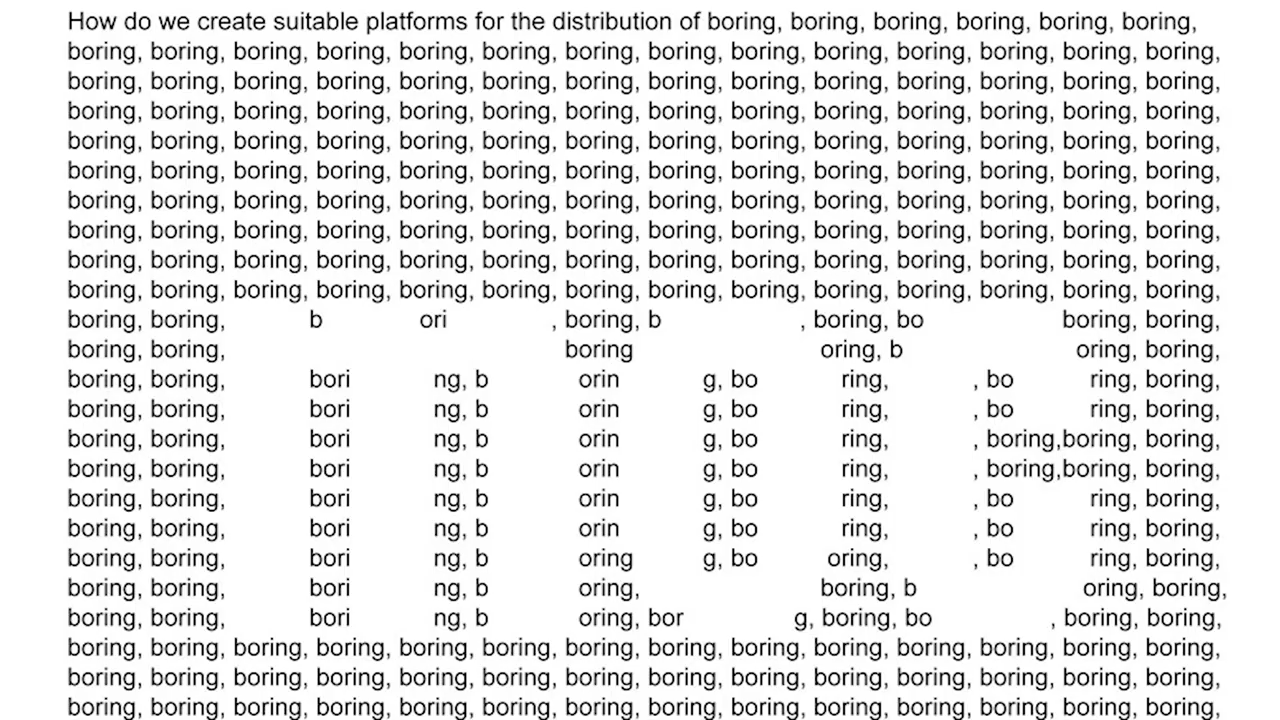 How do we create suitable platforms for the distribution of boring, boring, boring, boring, boring, boring,
boring, boring, boring, boring, boring, boring, boring, boring, boring, boring, boring, boring, boring, boring,
boring, boring, boring, boring, boring, boring, boring, boring, boring, boring, boring, boring, boring, boring,
boring, boring, boring, boring, boring, boring, boring, boring, boring, boring, boring, boring, boring, boring,
boring, boring, boring, boring, boring, boring, boring, boring, boring, boring, boring, boring, boring, boring,
boring, boring, boring, boring, boring, boring, boring, boring, boring, boring, boring, boring, boring, boring,
boring, boring, boring, boring, boring, boring, boring, boring, boring, boring, boring, boring, boring, boring,
boring, boring, boring, boring, boring, boring, boring, boring, boring, boring, boring, boring, boring, boring,
boring, boring, boring, boring, boring, boring, boring, boring, boring, boring, boring, boring, boring, boring,
boring, boring, boring, boring, boring, boring, boring, boring, boring, boring, boring, boring, boring, boring,
boring, boring, b ori , boring, b , boring, bo boring, boring,
boring, boring, boring oring, b oring, boring,
boring, boring, bori ng, b orin g, bo ring, , bo ring, boring,
boring, boring, bori ng, b orin g, bo ring, , bo ring, boring,
boring, boring, bori ng, b orin g, bo ring, , boring,boring, boring,
boring, boring, bori ng, b orin g, bo ring, , boring,boring, boring,
boring, boring, bori ng, b orin g, bo ring, , bo ring, boring,
boring, boring, bori ng, b orin g, bo ring, , bo ring, boring,
boring, boring, bori ng, b oring g, bo oring, , bo ring, boring,
boring, boring, bori ng, b oring, boring, b oring, boring,
boring, boring, bori ng, b oring, bor g, boring, bo , boring, boring,
boring, boring, boring, boring, boring, boring, boring, boring, boring, boring, boring, boring, boring, boring,
boring, boring, boring, boring, boring, boring, boring, boring, boring, boring, boring, boring, boring, boring,
boring, boring, boring, boring, boring, boring, boring, boring, boring, boring, boring, boring, boring, boring,